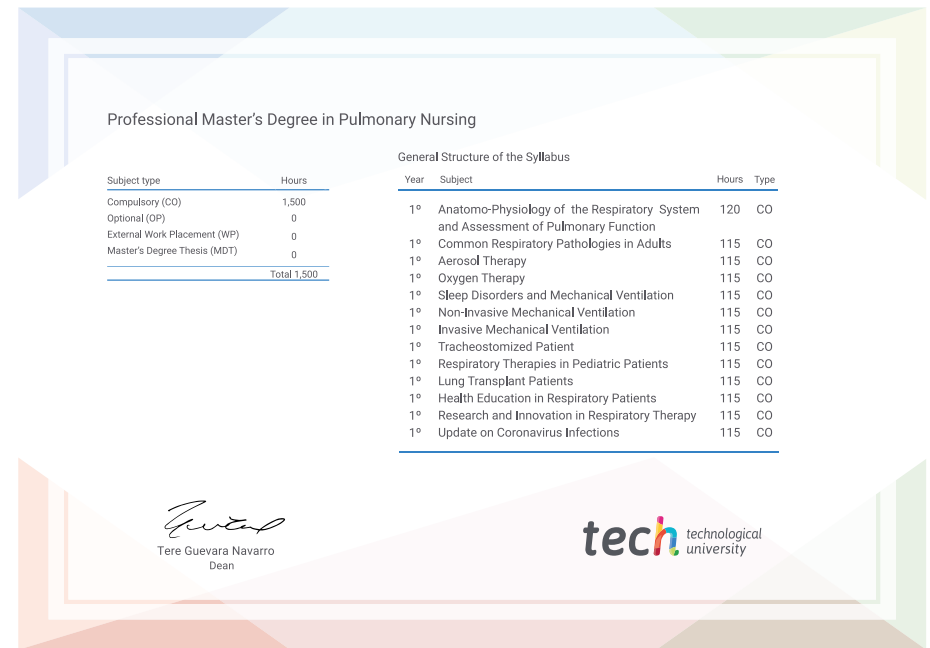 Professional Master's Degree in Pulmonary Nursing
General Structure of the Syllabus
Subject type Hours
Compulsory (CO) 1,500
Optional (OP) 0
External Work Placement (WP) 0
Master's Degree Thesis (MDT) 0
Total 1,500
Year Subject Hours Type
1º Anatomo-Physiology of the Respiratory System 120 CO
and Assessment of Pulmonary Function
1º Common Respiratory Pathologies in Adults 115 CO
1º Aerosol Therapy 115 CO
1º Oxygen Therapy 115 CO
1º Sleep Disorders and Mechanical Ventilation 115 CO
1º Non-Invasive Mechanical Ventilation 115 CO
1º Invasive Mechanical Ventilation 115 CO
1º Tracheostomized Patient 115 CO
1º Respiratory Therapies in Pediatric Patients 115 CO
1º Lung Transplant Patients 115 CO
1º Health Education in Respiratory Patients 115 CO
1º Research and Innovation in Respiratory Therapy 115 CO
1º Update on Coronavirus Infections 115 CO
Tere Guevara Navarro
Dean
tech technological
university